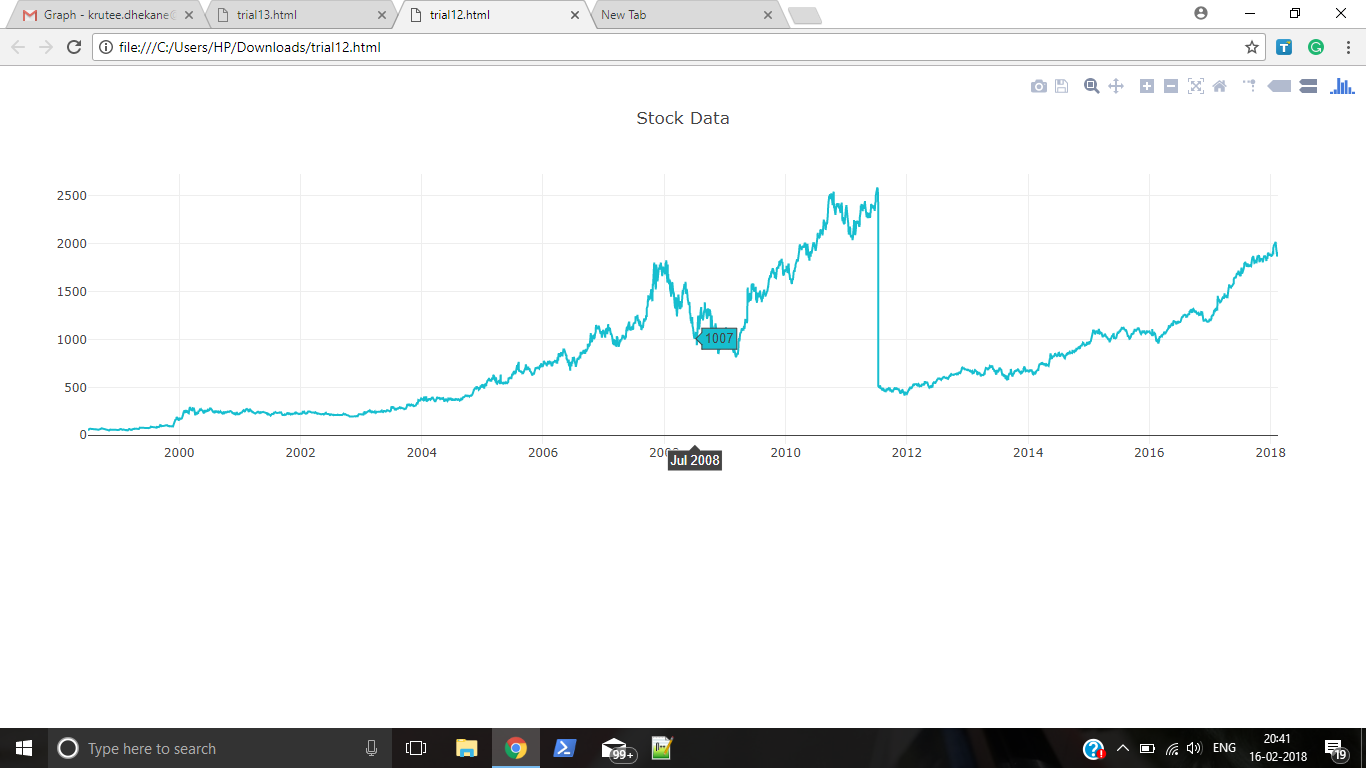 Graph - krutee.dhekane@
trial13.html
trial12.html
New Tab
file:///C:/Users/HP/Downloads/trial12.html
Stock Data
2500
2000
1500
1000
500
0
1007
2000 2002 2004 2006 2010 2012 2014 2016 2018
Jul 2008
Type here to search
99+
ENG
20:41
16-02-2018
19